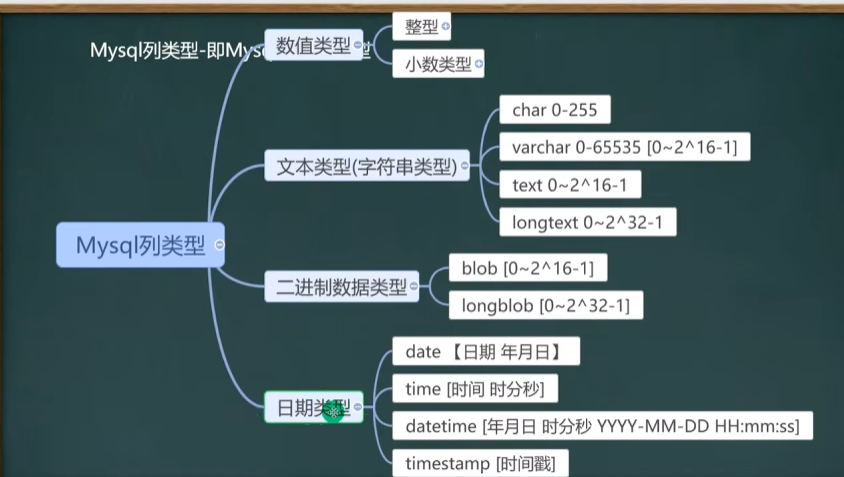 Mysql列类型-即Mysq
型
数值类型
整型
小数类型
文本类型(字符串类型)
char 0-255
varchar 0-65535 [0~2^16-1]
text 0~2^16-1
longtext 0~2^32-1
Mysql列类型
二进制数据类型
blob [0~2^16-1]
longblob [0~2^32-1]
日期类型
date 【日期 年月日】
time [时间 时分秒]
datetime [年月日 时分秒 YYYY-MM-DD HH:mm:ss]
timestamp [时间戳]